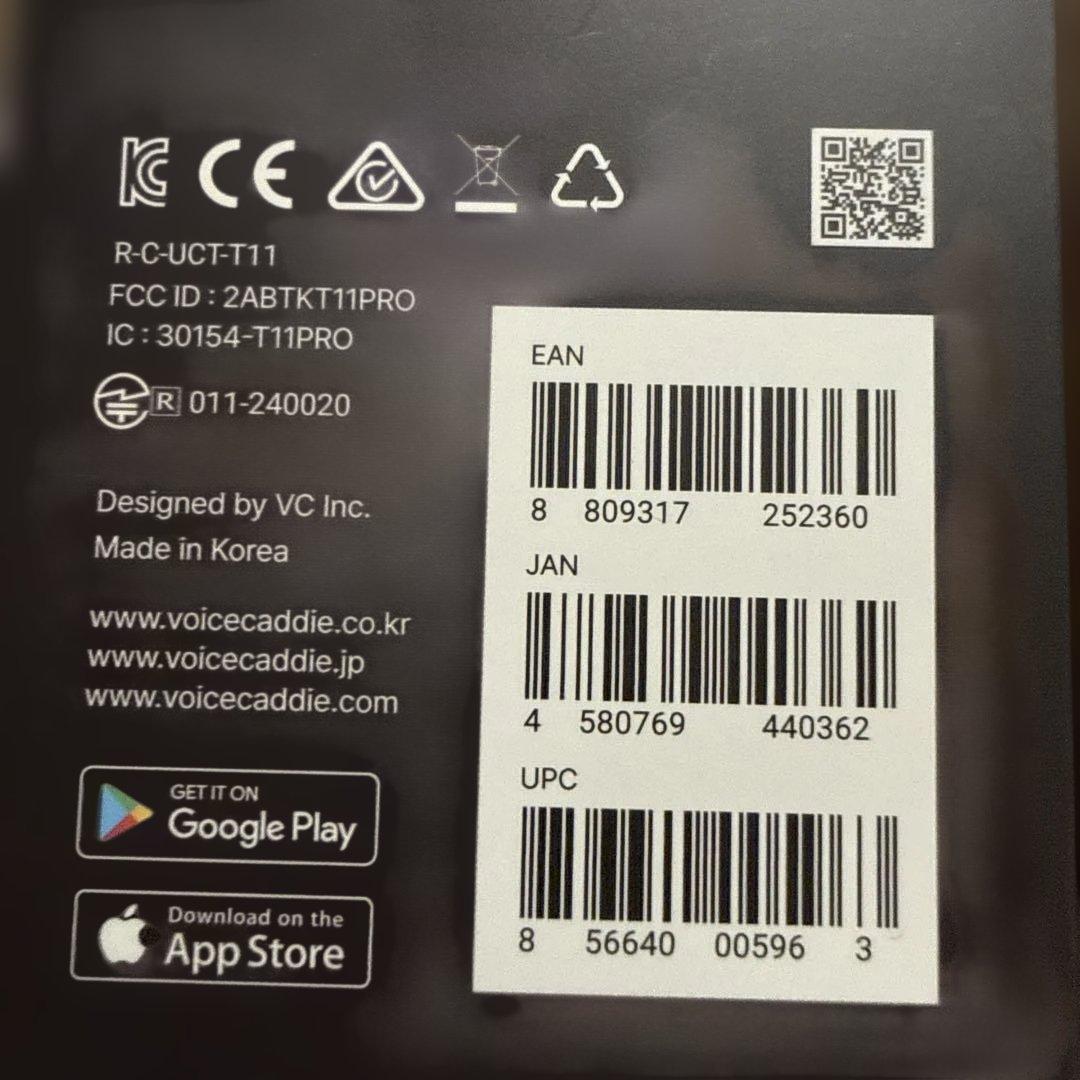 R-C-UCT-T11
FCC ID : 2ABTKT11PRO
IC : 30154-T11PRO
R 011-240020
Designed by VC Inc.
Made in Korea
www.voicecaddie.co.kr
www.voicecaddie.jp
www.voicecaddie.com
GET IT ON
Google Play
Download on the
App Store
EAN
8 809317 252360
JAN
4 580769 440362
UPC
8 56640 00596 3